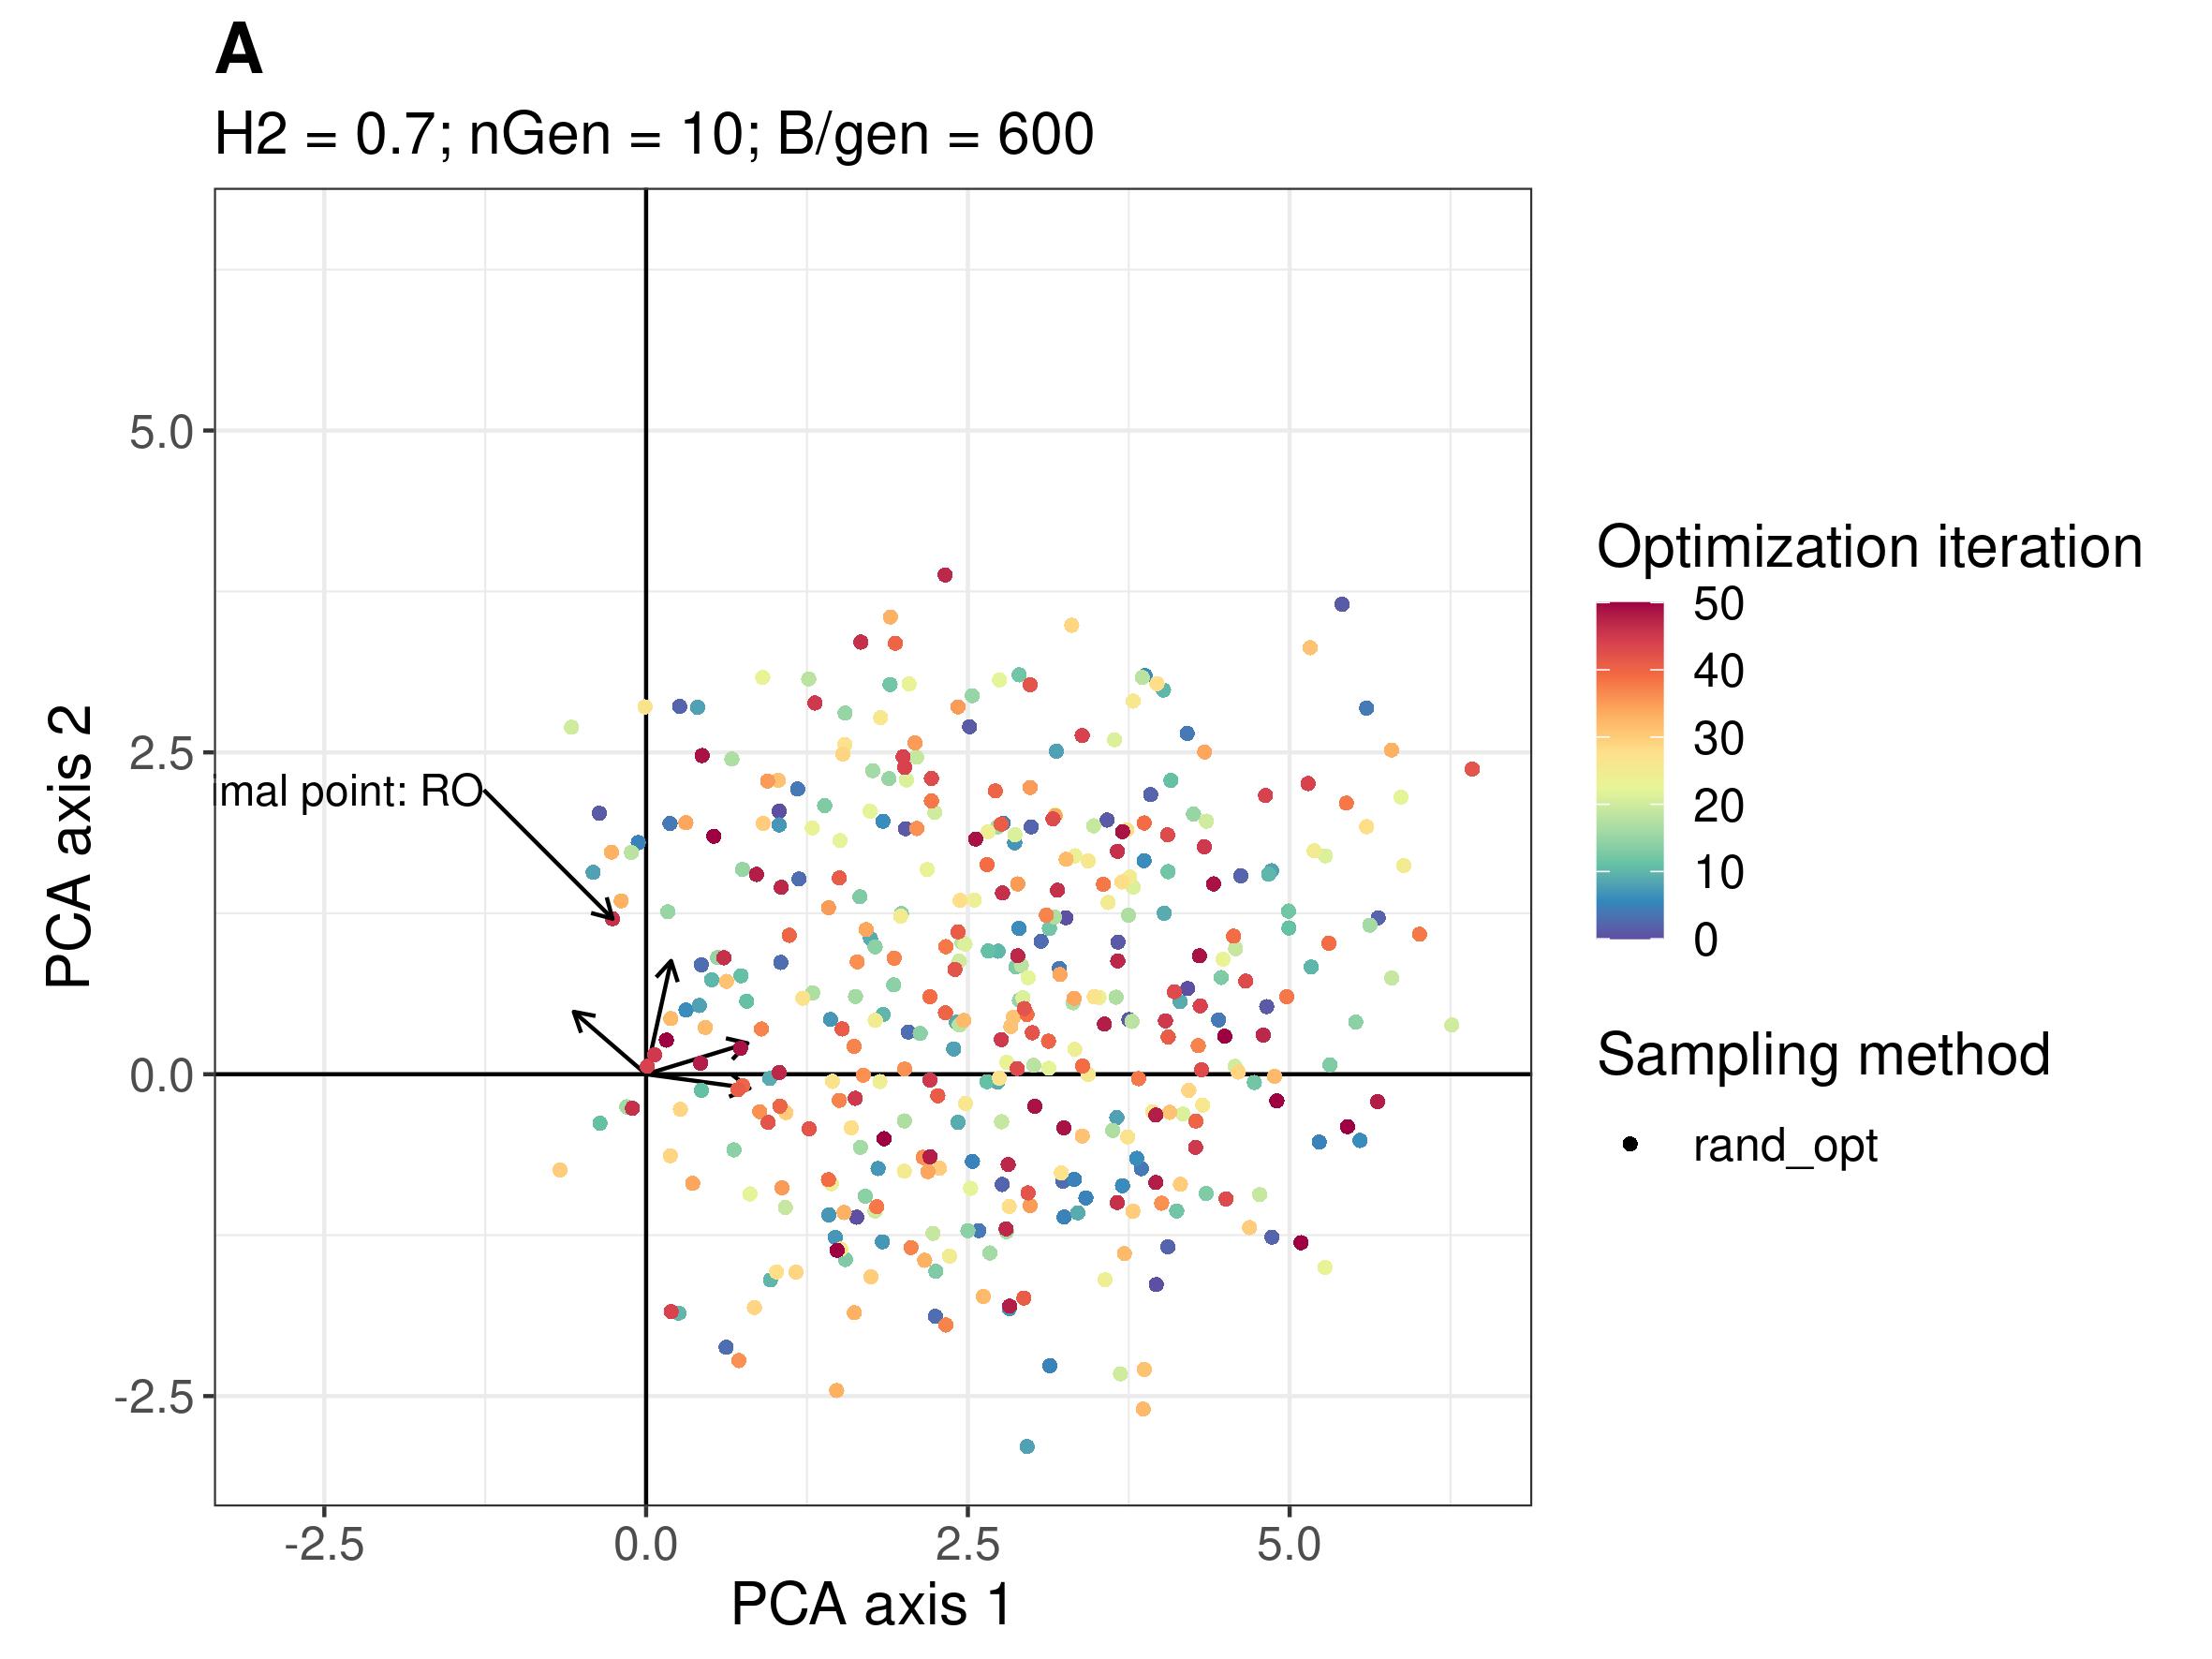 A
H2 = 0.7; nGen = 10; B/gen = 600
PCA axis 2
5.0
2.5
0.0
-2.5
imal point: RO
-2.5
0.0
2.5
5.0
PCA axis 1
Optimization iteration
50
40
30
20
10
0
Sampling method
rand_opt